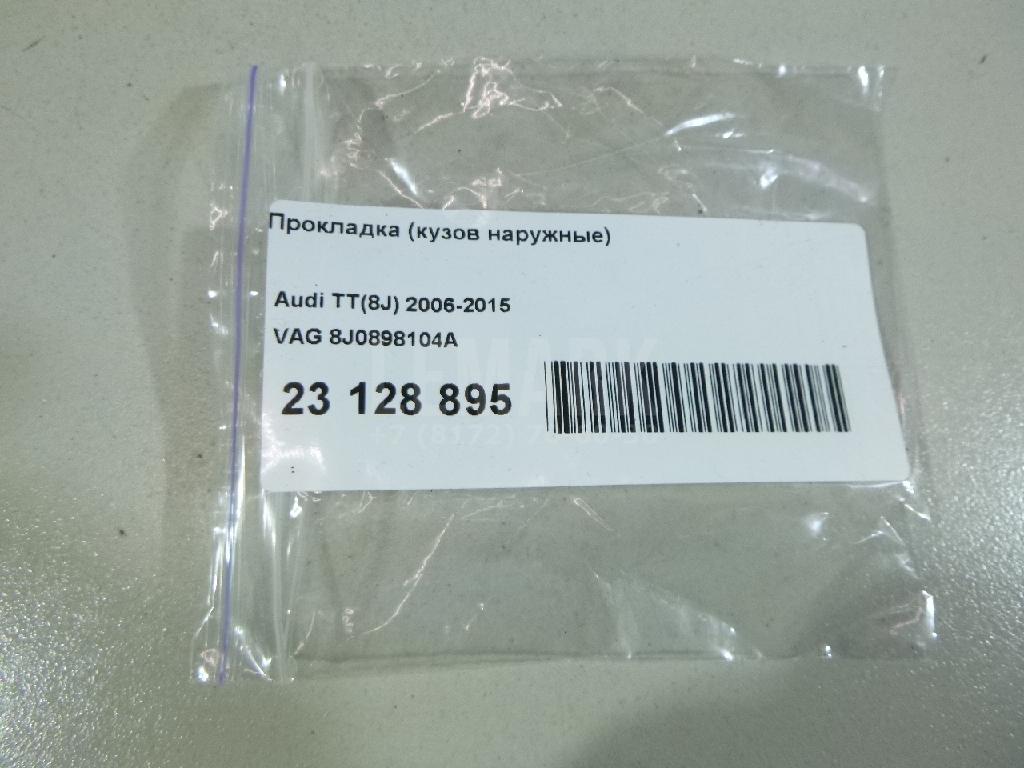 Прокладка (кузов наружные)
Audi TT(8J) 2006-2015
VAG 8J0898104A
23 128 895